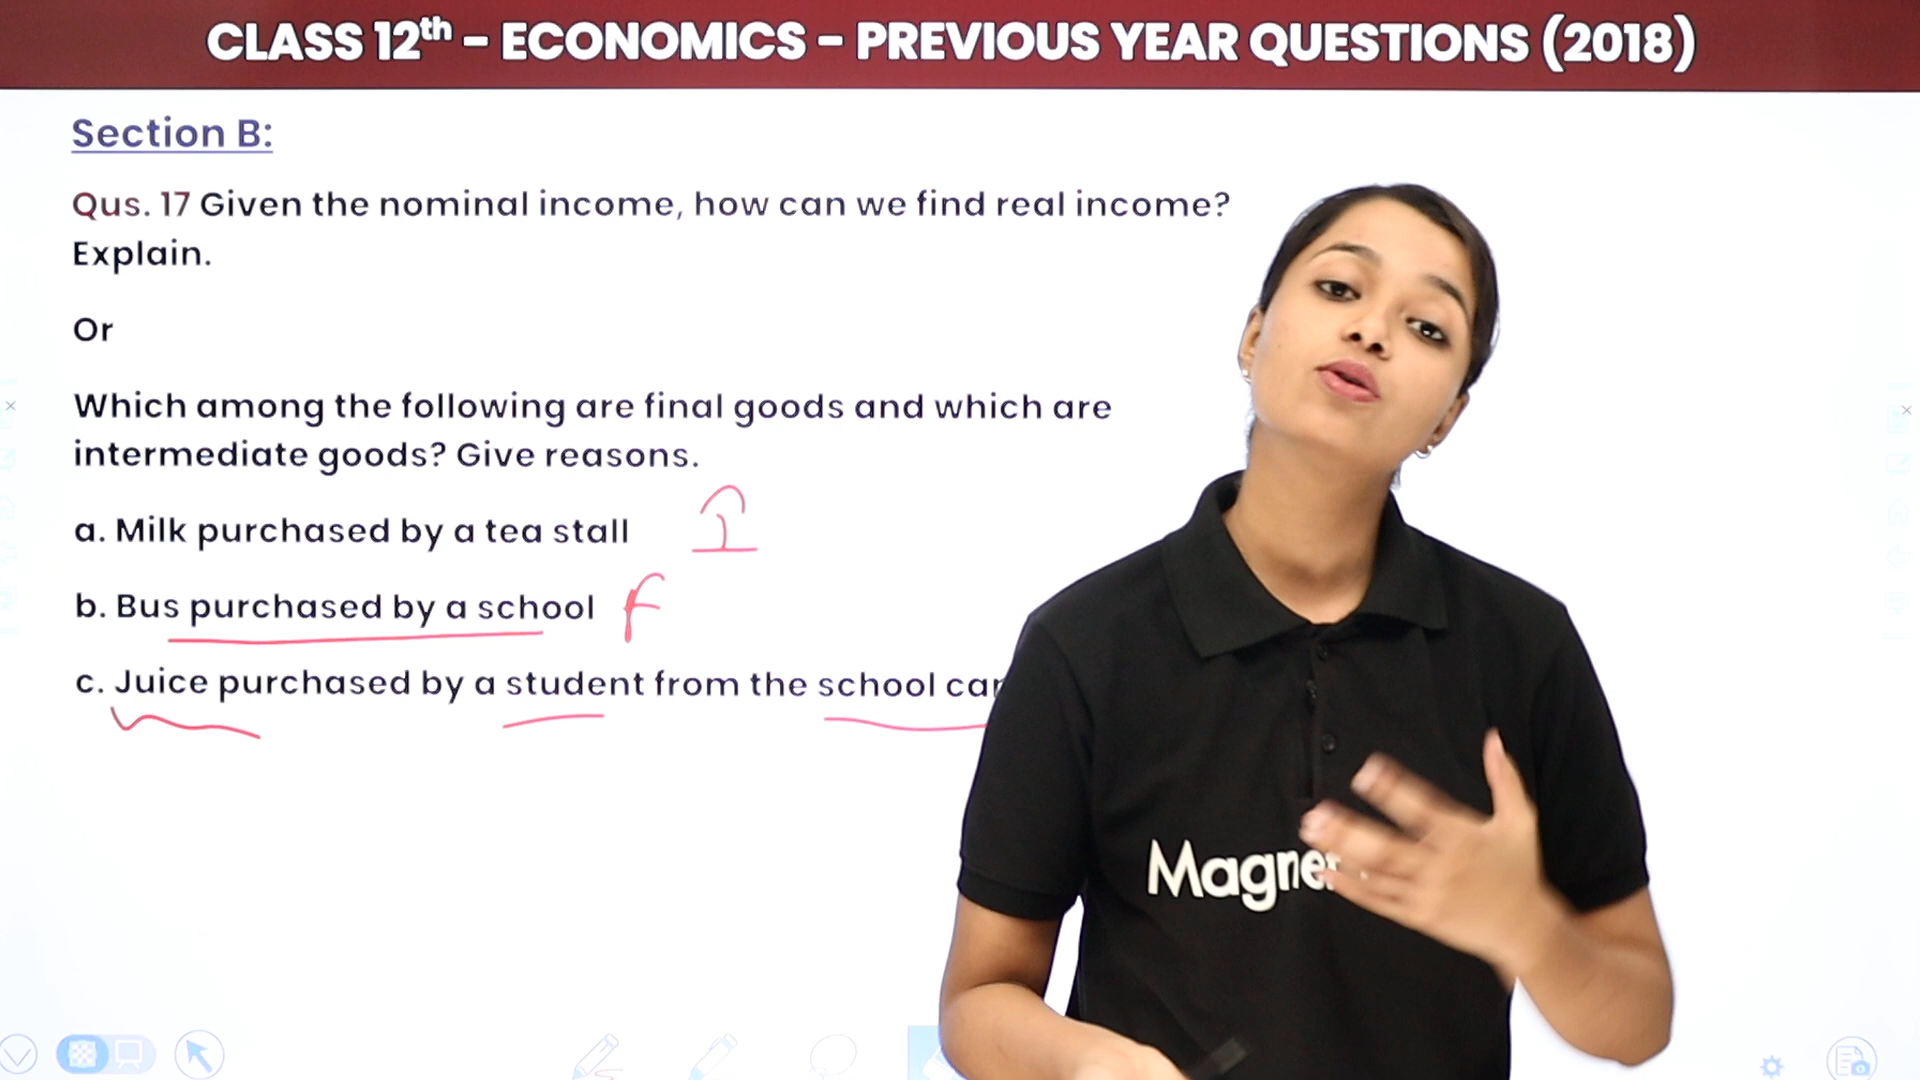 CLASS 12th - ECONOMICS - PREVIOUS YEAR QUESTIONS (2018)
Section B:
Qus. 17 Given the nominal income, how can we find real income?
Explain.
Or
Which among the following are final goods and which are
intermediate goods? Give reasons.
a. Milk purchased by a tea stall I
b. Bus purchased by a school F
c. Juice purchased by a student from the school
Magnet